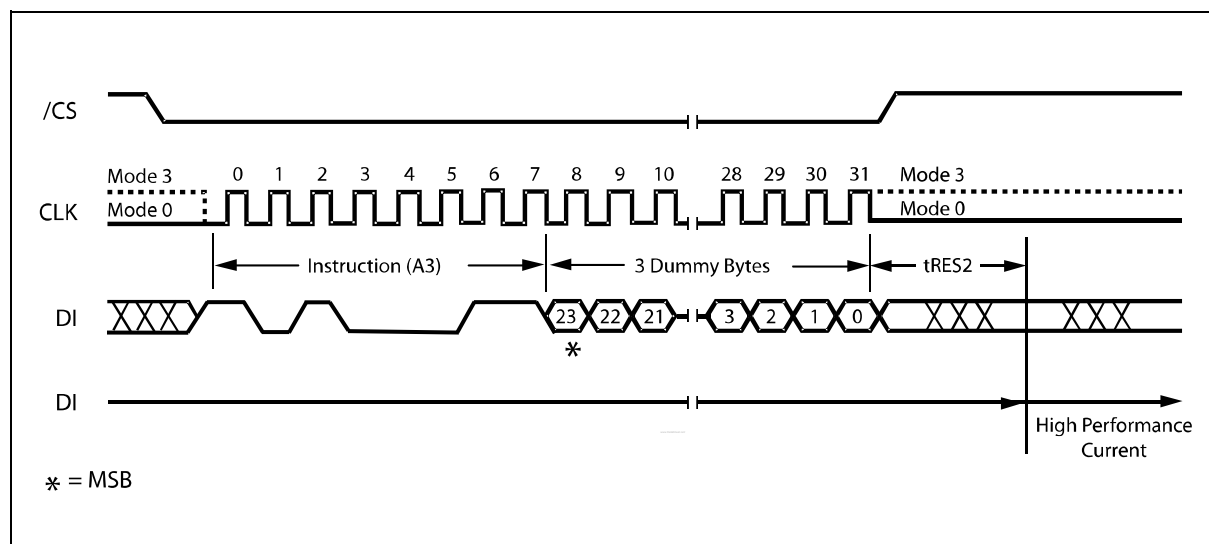 /CS
Mode 3
0 1 2 3 4 5 6 7 8 9 10 28 29 30 31
Mode 3
CLK
Mode 0
Mode 0
Instruction (A3)
3 Dummy Bytes
tRES2
DI
23 22 21 3 2 1 0
*
DI
High Performance
Current
* = MSB